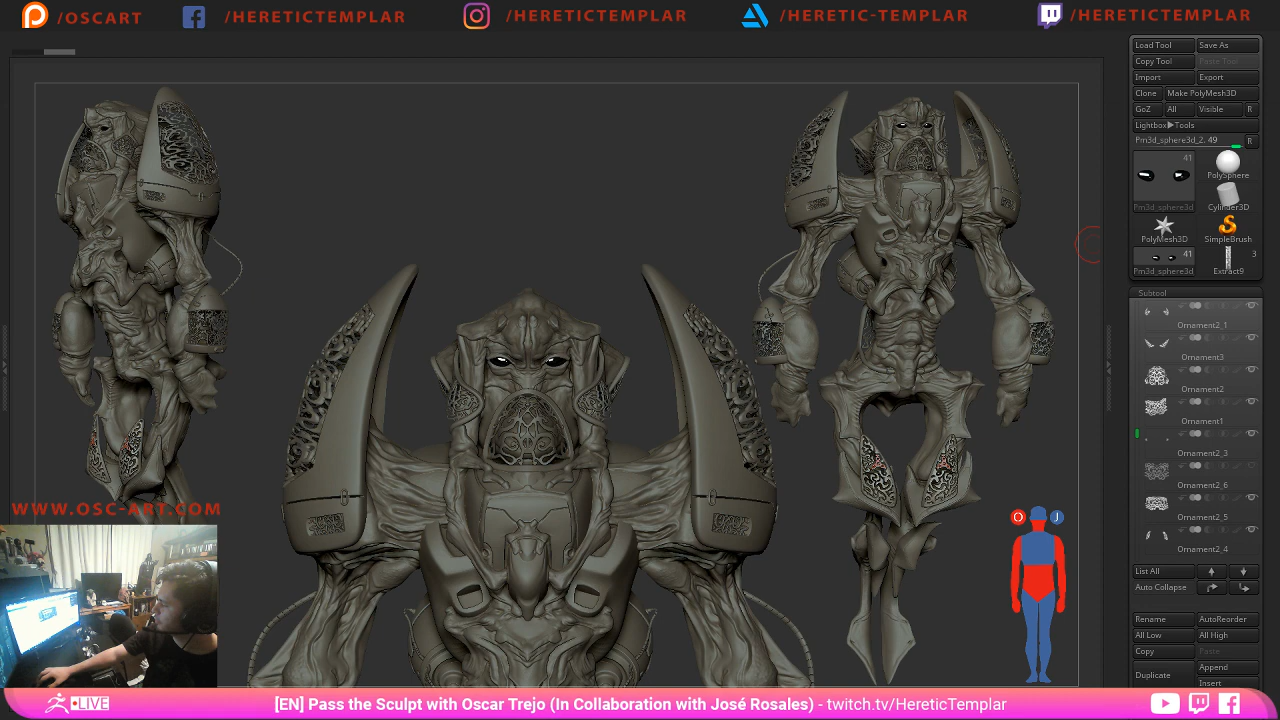 /OSCART /HERETICTEMPLAR /HERETICTEMPLAR /HERETIC-TEMPLAR /HERETICTEMPLAR
Load Tool Save As
Copy Tool Paste Tool
Import Export
Clone Make PolyMesh3D
GoZ All Visible R
Lightbox▶Tools
Pm3d_sphere3d_2. 49 R
41
PolySphere
Pm3d_sphere3d Cylinder3D
PolyMesh3D SimpleBrush
41 3
Pm3d_sphere3d Extract9
Subtool
Ornament2_1
Ornament3
Ornament2
Ornament1
Ornament2_3
Ornament2_6
Ornament2_5
Ornament2_4
List All
Auto Collapse
Rename AutoReorder
All Low All High
Copy Paste
Duplicate Append
Insert
WWW.OSC-ART.COM
O J
LIVE [EN] Pass the Sculpt with Oscar Trejo (In Collaboration with José Rosales) - twitch.tv/HereticTemplar